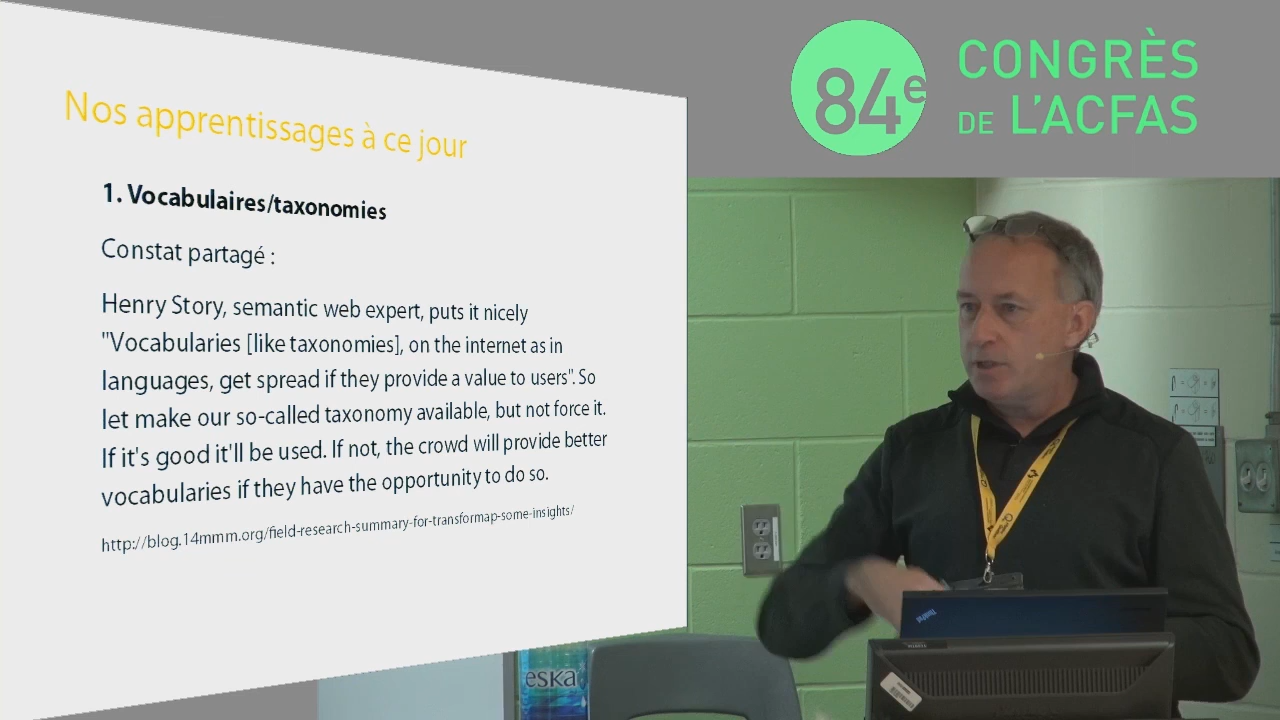 Nos apprentissages à ce jour
1. Vocabulaires/taxonomies
Constat partagé :
Henry Story, semantic web expert, puts it nicely
"Vocabularies [like taxonomies], on the internet as in
languages, get spread if they provide a value to users". So
let make our so-called taxonomy available, but not force it.
If it's good it'll be used. If not, the crowd will provide better
vocabularies if they have the opportunity to do so.
http://blog.14mmm.org/field-research-summary-for-transformap-some-insights/
84e
CONGRÈS
DE L'ACFAS
eska
ThinkPad